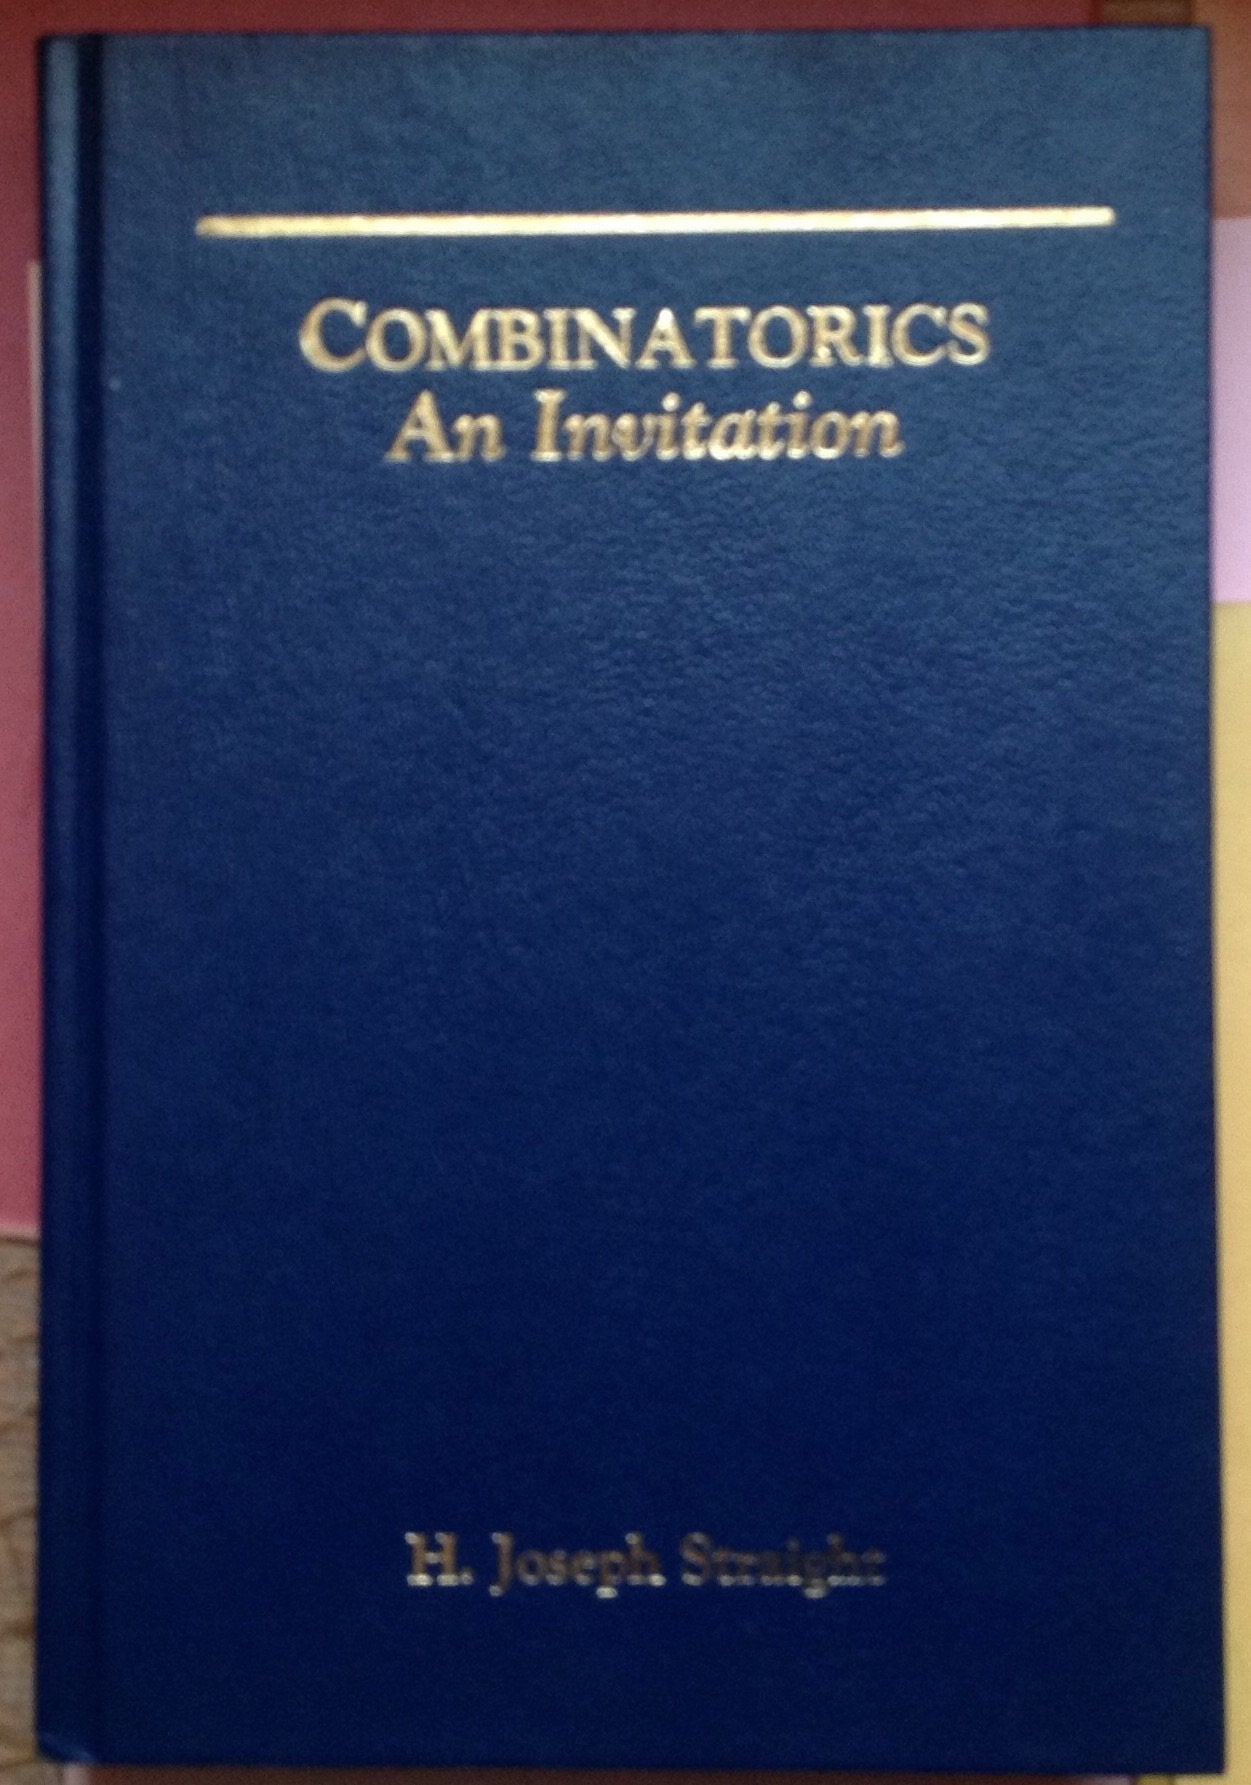 COMBINATORICS
An Invitation
H. Joseph Straight